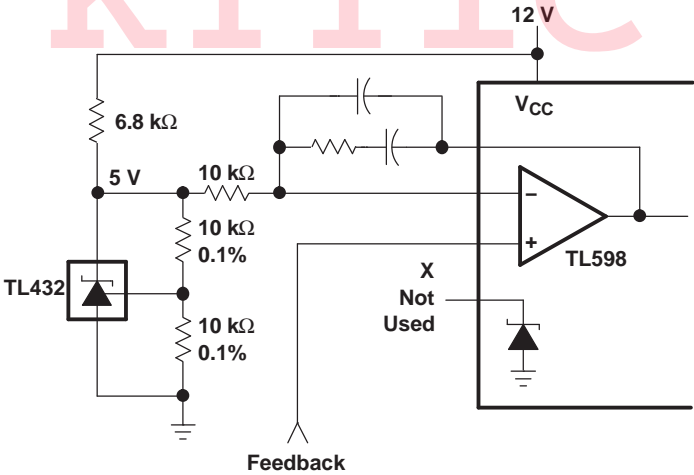 12 V
VCC
6.8 kΩ
5 V
10 kΩ
10 kΩ
0.1%
TL432
10 kΩ
0.1%
−
+
TL598
X
Not
Used
Feedback